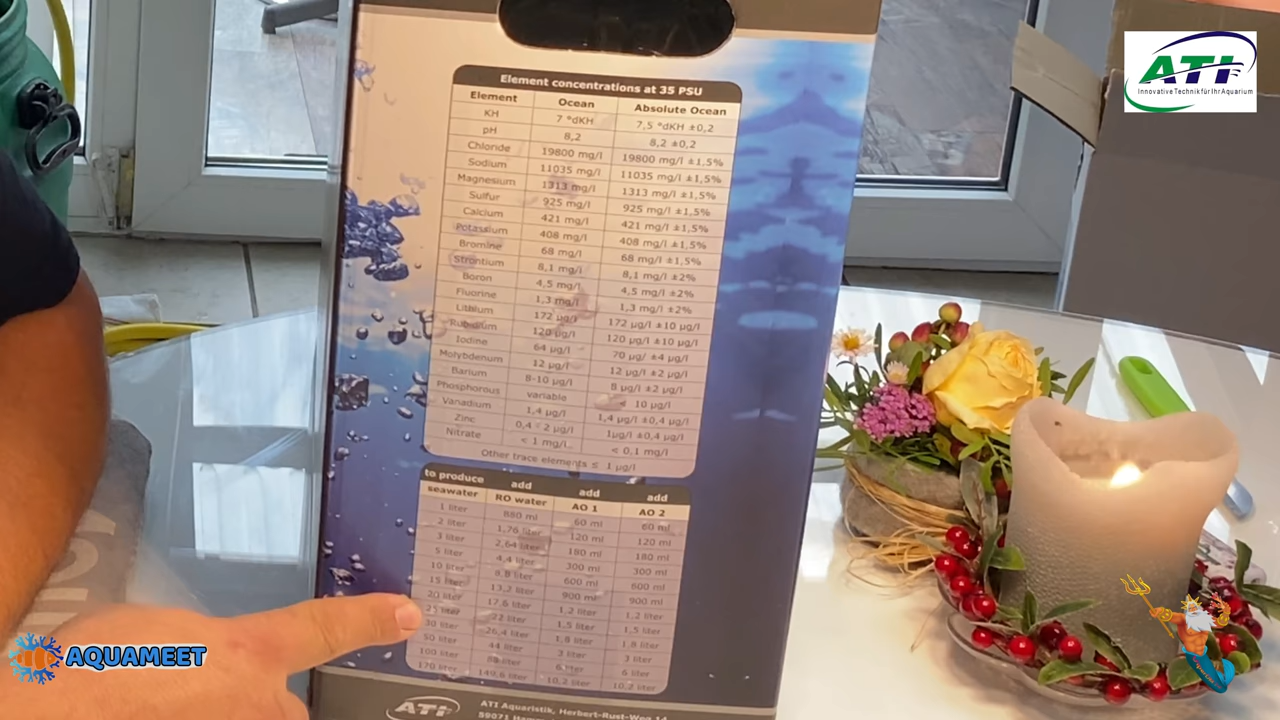 ATI
Innovative Technik für Ihr Aquarium
Element concentrations at 35 PSU
Element Ocean Absolute Ocean
KH 7 °dKH 7,5 °dKH ±0,2
pH 8,2 8,2 ±0,2
Chloride 19800 mg/l 19800 mg/l ±1,5%
Sodium 11035 mg/l 11035 mg/l ±1,5%
Magnesium 1313 mg/l 1313 mg/l ±1,5%
Sulfur 925 mg/l 925 mg/l ±1,5%
Calcium 421 mg/l 421 mg/l ±1,5%
Potassium 408 mg/l 408 mg/l ±1,5%
Bromine 68 mg/l 68 mg/l ±1,5%
Strontium 8,1 mg/l 8,1 mg/l ±2%
Boron 4,5 mg/l 4,5 mg/l ±2%
Fluorine 1,3 mg/l 1,3 mg/l ±2%
Lithium 172 µg/l 172 µg/l ±10 µg/l
Rubidium 120 µg/l 120 µg/l ±10 µg/l
Iodine 64 µg/l 70 µg/ ±4 µg/l
Molybdenum 12 µg/l 12 µg/l ±2 µg/l
Barium 8-10 µg/l 8 µg/l ±2 µg/l
Phosphorous variable < 10 µg/l
Vanadium 1,4 µg/l 1,4 µg/l ±0,4 µg/l
Zinc 0,4 - 2 µg/l 1µg/l ±0,4 µg/l
Nitrate < 1 mg/l < 0,1 mg/l
Other trace elements ≤ 1 µg/l
to produce add add add
seawater RO water AO 1 AO 2
1 liter 880 ml 60 ml 60 ml
2 liter 1,76 liter 120 ml 120 ml
3 liter 2,64 liter 180 ml 180 ml
5 liter 4,4 liter 300 ml 300 ml
10 liter 8,8 liter 600 ml 600 ml
15 liter 13,2 liter 900 ml 900 ml
20 liter 17,6 liter 1,2 liter 1,2 liter
25 liter 22 liter 1,5 liter 1,5 liter
30 liter 26,4 liter 1,8 liter 1,8 liter
50 liter 44 liter 3 liter 3 liter
100 liter 88 liter 6 liter 6 liter
170 liter 149,6 liter 10,2 liter 10,2 liter
ATI
ATI Aquaristik, Herbert-Rust-Weg 14
59071
AQUAMEET